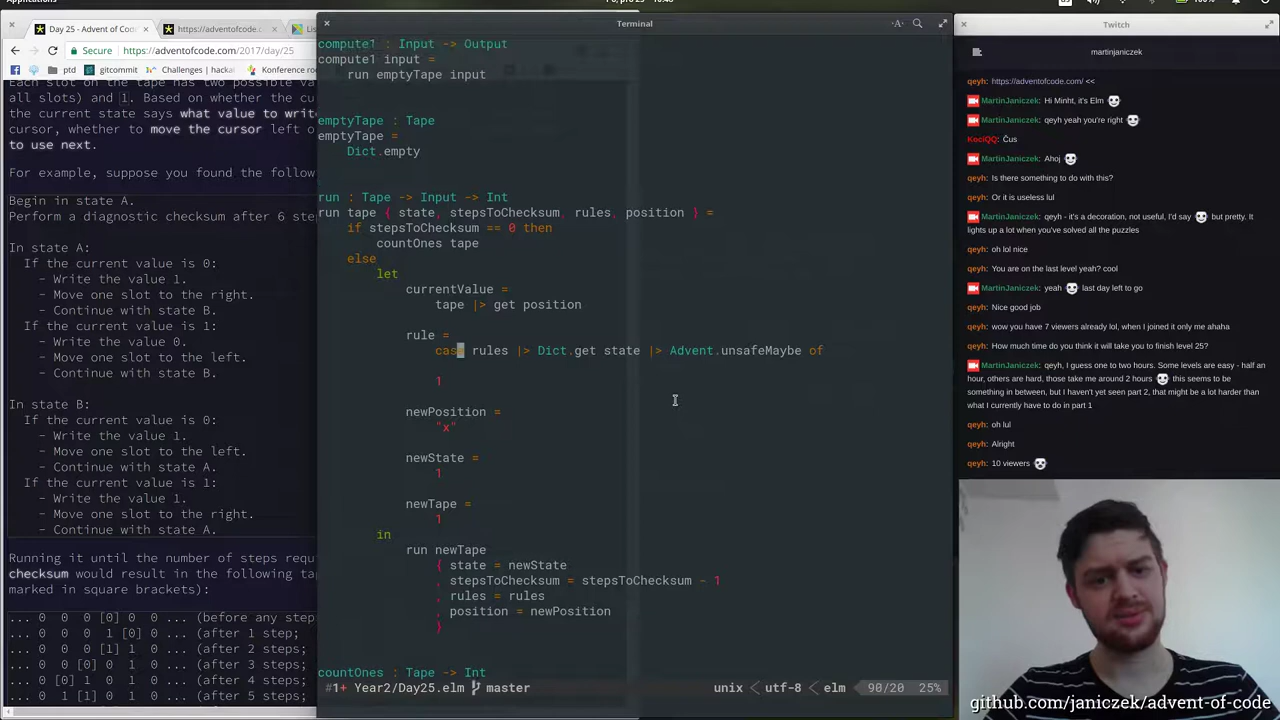 Applications
Day 25 - Advent of Cod
https://adventofcode.
Lis
Secure
https://adventofcode.com/2017/day/25
ptd
gitcommit
Challenges | hacka
Konference rood
Each slot on the tape has two possible va
all slots) and 1. Based on whether the cu
the current state says what value to write
cursor, whether to move the cursor left o
to use next.
For example, suppose you found the follow
Begin in state A.
Perform a diagnostic checksum after 6 step
In state A:
If the current value is 0:
- Write the value 1.
- Move one slot to the right.
- Continue with state B.
If the current value is 1:
- Write the value 0.
- Move one slot to the left.
- Continue with state B.
In state B:
If the current value is 0:
- Write the value 1.
- Move one slot to the left.
- Continue with state A.
If the current value is 1:
- Write the value 1.
- Move one slot to the right.
- Continue with state A.
Running it until the number of steps requ
checksum would result in the following tap
marked in square brackets):
... 0 0 0 [0] 0 0 ... (before any step
... 0 0 0 1 [0] 0 ... (after 1 step;
... 0 0 0 [1] 1 0 ... (after 2 steps;
... 0 0 [0] 0 1 0 ... (after 3 steps;
... 0 [0] 1 0 1 0 ... (after 4 steps;
... 0 1 [1] 0 1 0 ... (after 5 steps;
Terminal
compute1 : Input -> Output
compute1 input =
run emptyTape input
emptyTape : Tape
emptyTape =
Dict.empty
run : Tape -> Input -> Int
run tape { state, stepsToChecksum, rules, position } =
if stepsToChecksum == 0 then
countOnes tape
else
let
currentValue =
tape |> get position
rule =
case rules |> Dict.get state |> Advent.unsafeMaybe of
1
newPosition =
"x"
newState =
1
newTape =
1
in
run newTape
{ state = newState
, stepsToChecksum = stepsToChecksum - 1
, rules = rules
, position = newPosition
}
countOnes : Tape -> Int
#1+ Year2/Day25.elm master
unix < utf-8 < elm 90/20 25%
Twitch
martinjaniczek
qeyh: https://adventofcode.com/ <<
MartinJaniczek: Hi Minht, it's Elm
MartinJaniczek: qeyh yeah you're right
KociQQ: Čus
MartinJaniczek: Ahoj
qeyh: Is there something to do with this?
qeyh: Or it is useless lul
MartinJaniczek: qeyh - it's a decoration, not useful, I'd say but pretty. It
lights up a lot when you've solved all the puzzles
qeyh: oh lol nice
qeyh: You are on the last level yeah? cool
MartinJaniczek: yeah last day left to go
qeyh: Nice good job
qeyh: wow you have 7 viewers already lol, when I joined it only me ahaha
qeyh: How much time do you think it will take you to finish level 25?
MartinJaniczek: qeyh, I guess one to two hours. Some levels are easy - half an
hour, others are hard, those take me around 2 hours this seems to be
something in between, but I haven't yet seen part 2, that might be a lot harder than
what I currently have to do in part 1
qeyh: oh lul
qeyh: Alright
qeyh: 10 viewers
github.com/janiczek/advent-of-code